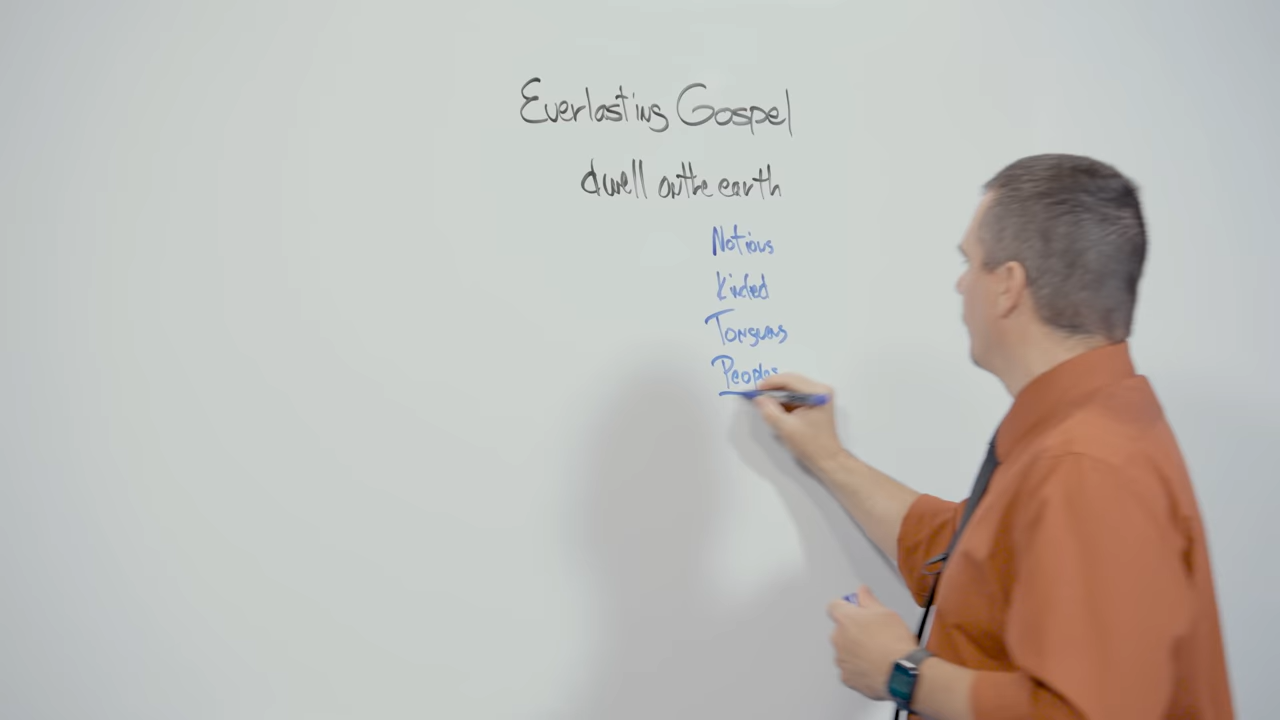 Everlasting Gospel
dwell on the earth
Nations
Kindred
Tongues
Peoples